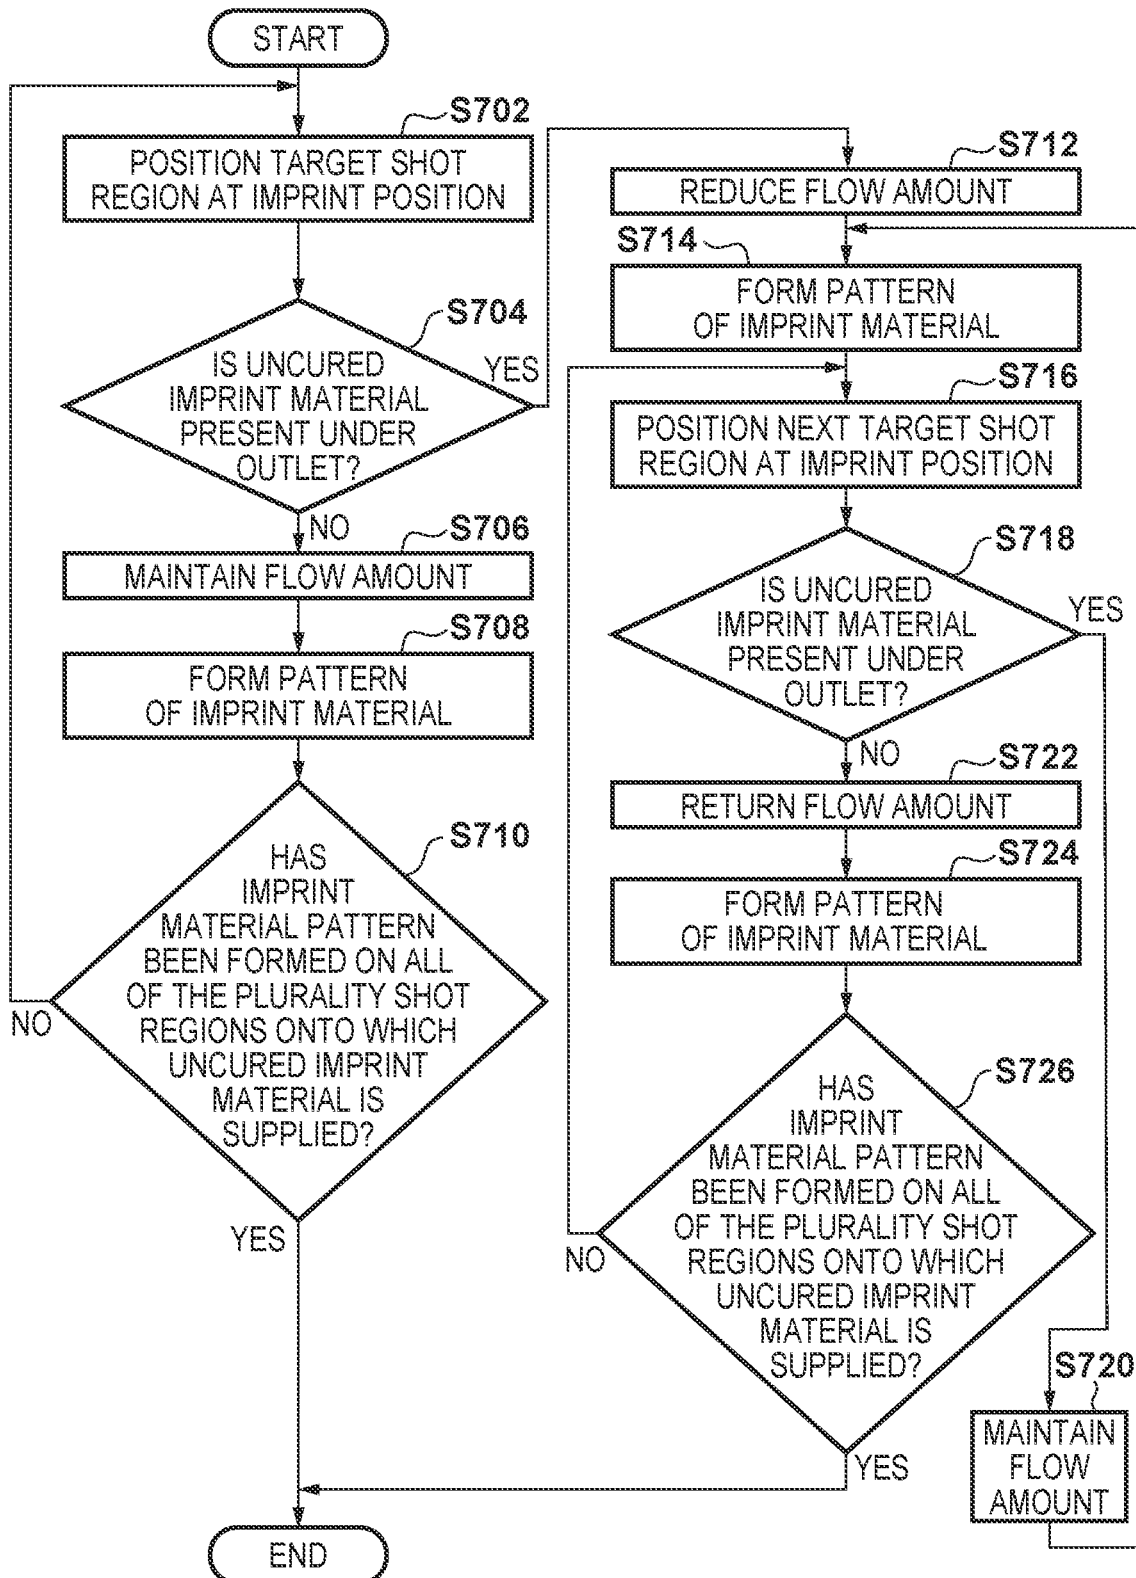 START
S702
POSITION TARGET SHOT
REGION AT IMPRINT POSITION
S704
IS UNCURED
IMPRINT MATERIAL
PRESENT UNDER
OUTLET?
YES
NO
S706
MAINTAIN FLOW AMOUNT
S708
FORM PATTERN
OF IMPRINT MATERIAL
S710
HAS
IMPRINT
MATERIAL PATTERN
BEEN FORMED ON ALL
OF THE PLURALITY SHOT
REGIONS ONTO WHICH
UNCURED IMPRINT
MATERIAL IS
SUPPLIED?
NO
YES
S712
REDUCE FLOW AMOUNT
S714
FORM PATTERN
OF IMPRINT MATERIAL
S716
POSITION NEXT TARGET SHOT
REGION AT IMPRINT POSITION
S718
IS UNCURED
IMPRINT MATERIAL
PRESENT UNDER
OUTLET?
YES
NO
S722
RETURN FLOW AMOUNT
S724
FORM PATTERN
OF IMPRINT MATERIAL
S726
HAS
IMPRINT
MATERIAL PATTERN
BEEN FORMED ON ALL
OF THE PLURALITY SHOT
REGIONS ONTO WHICH
UNCURED IMPRINT
MATERIAL IS
SUPPLIED?
NO
YES
S720
MAINTAIN
FLOW
AMOUNT
END